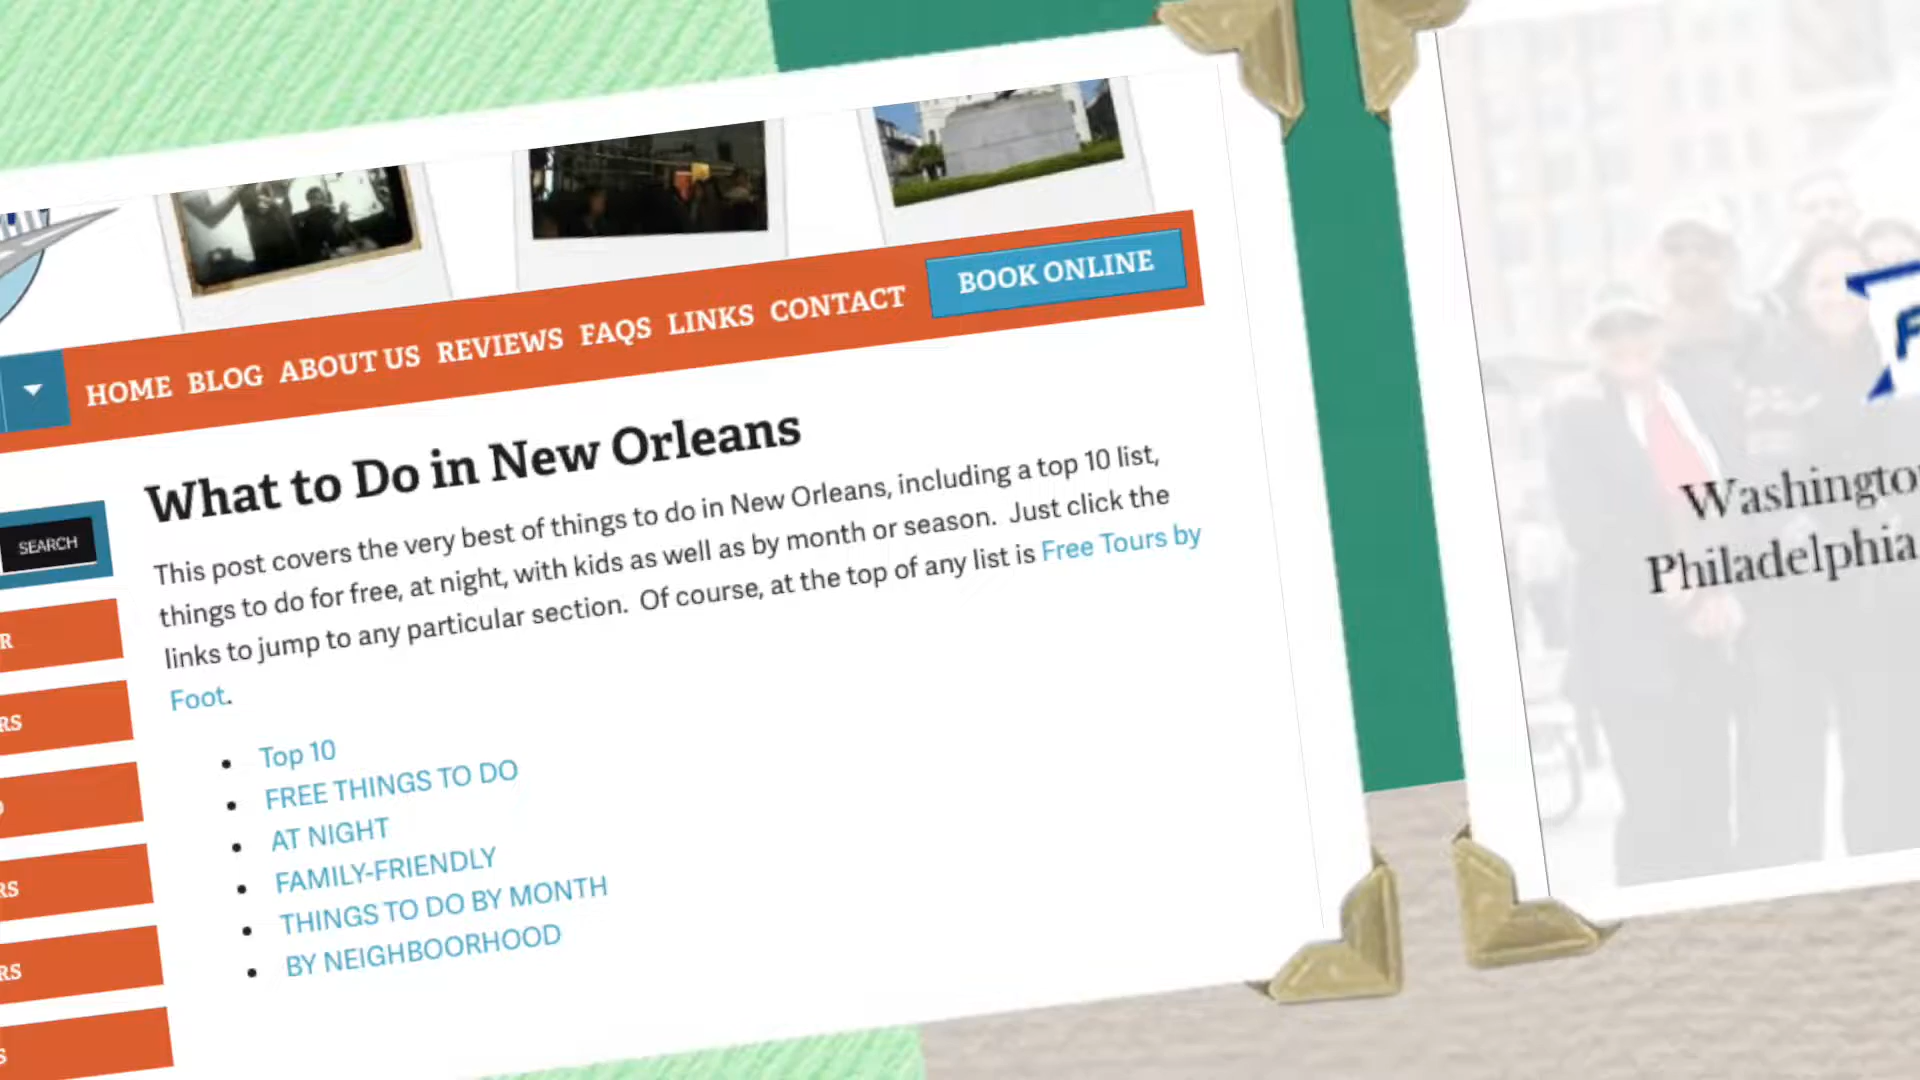 HOME BLOG ABOUT US REVIEWS FAQS LINKS CONTACT BOOK ONLINE
What to Do in New Orleans
This post covers the very best of things to do in New Orleans, including a top 10 list,
things to do for free, at night, with kids as well as by month or season. Just click the
links to jump to any particular section. Of course, at the top of any list is Free Tours by
Foot.
Top 10
FREE THINGS TO DO
AT NIGHT
FAMILY-FRIENDLY
THINGS TO DO BY MONTH
BY NEIGHBOORHOOD
SEARCH
R
RS
RS
RS
S
F
Washingto
Philadelphia